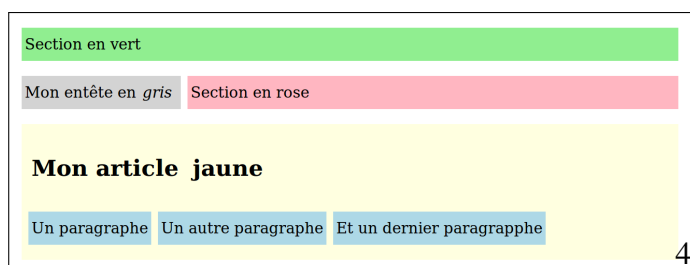 Section en vert
Mon entête en gris Section en rose
Mon article jaune
Un paragraphe Un autre paragraphe Et un dernier paragrapphe
4